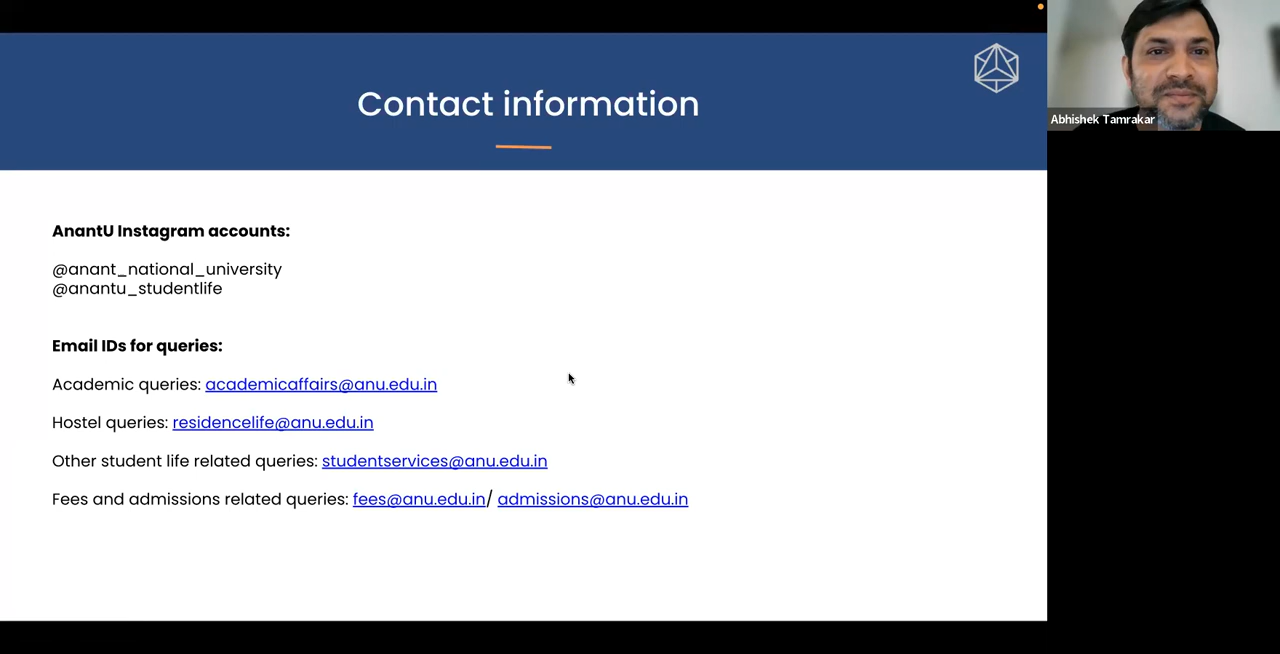 Contact information
Abhishek Tamrakar
AnantU Instagram accounts:
@anant_national_university
@anantu_studentlife
Email IDs for queries:
Academic queries: academicaffairs@anu.edu.in
Hostel queries: residencelife@anu.edu.in
Other student life related queries: studentservices@anu.edu.in
Fees and admissions related queries: fees@anu.edu.in/ admissions@anu.edu.in